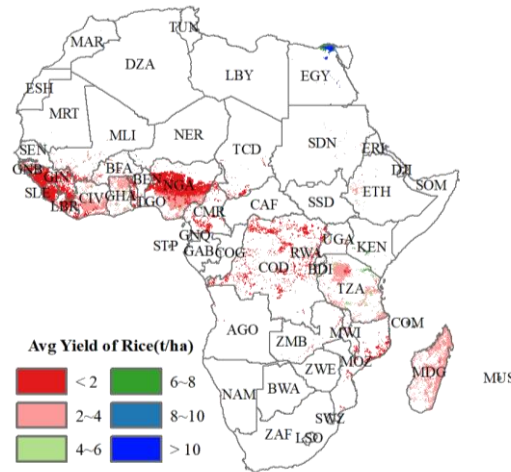 TUN
MAR
DZA
LBY
EGY
ESH
MRT
MLI
NER
TCD
SDN
ERI
SEN
GNB
GIN
BFA
BEN
NGA
DJI
SOM
SLE
LBR
CIV
GHA
TGO
CMR
CAF
SSD
ETH
GNQ
STP
GAB
COG
UGA
KEN
RWA
COD
BDI
TZA
AGO
ZMB
MWI
COM
MOZ
MDG
MUS
ZWE
NAM
BWA
SWZ
ZAF
LSO
Avg Yield of Rice(t/ha)
< 2
6~8
2~4
8~10
4~6
> 10